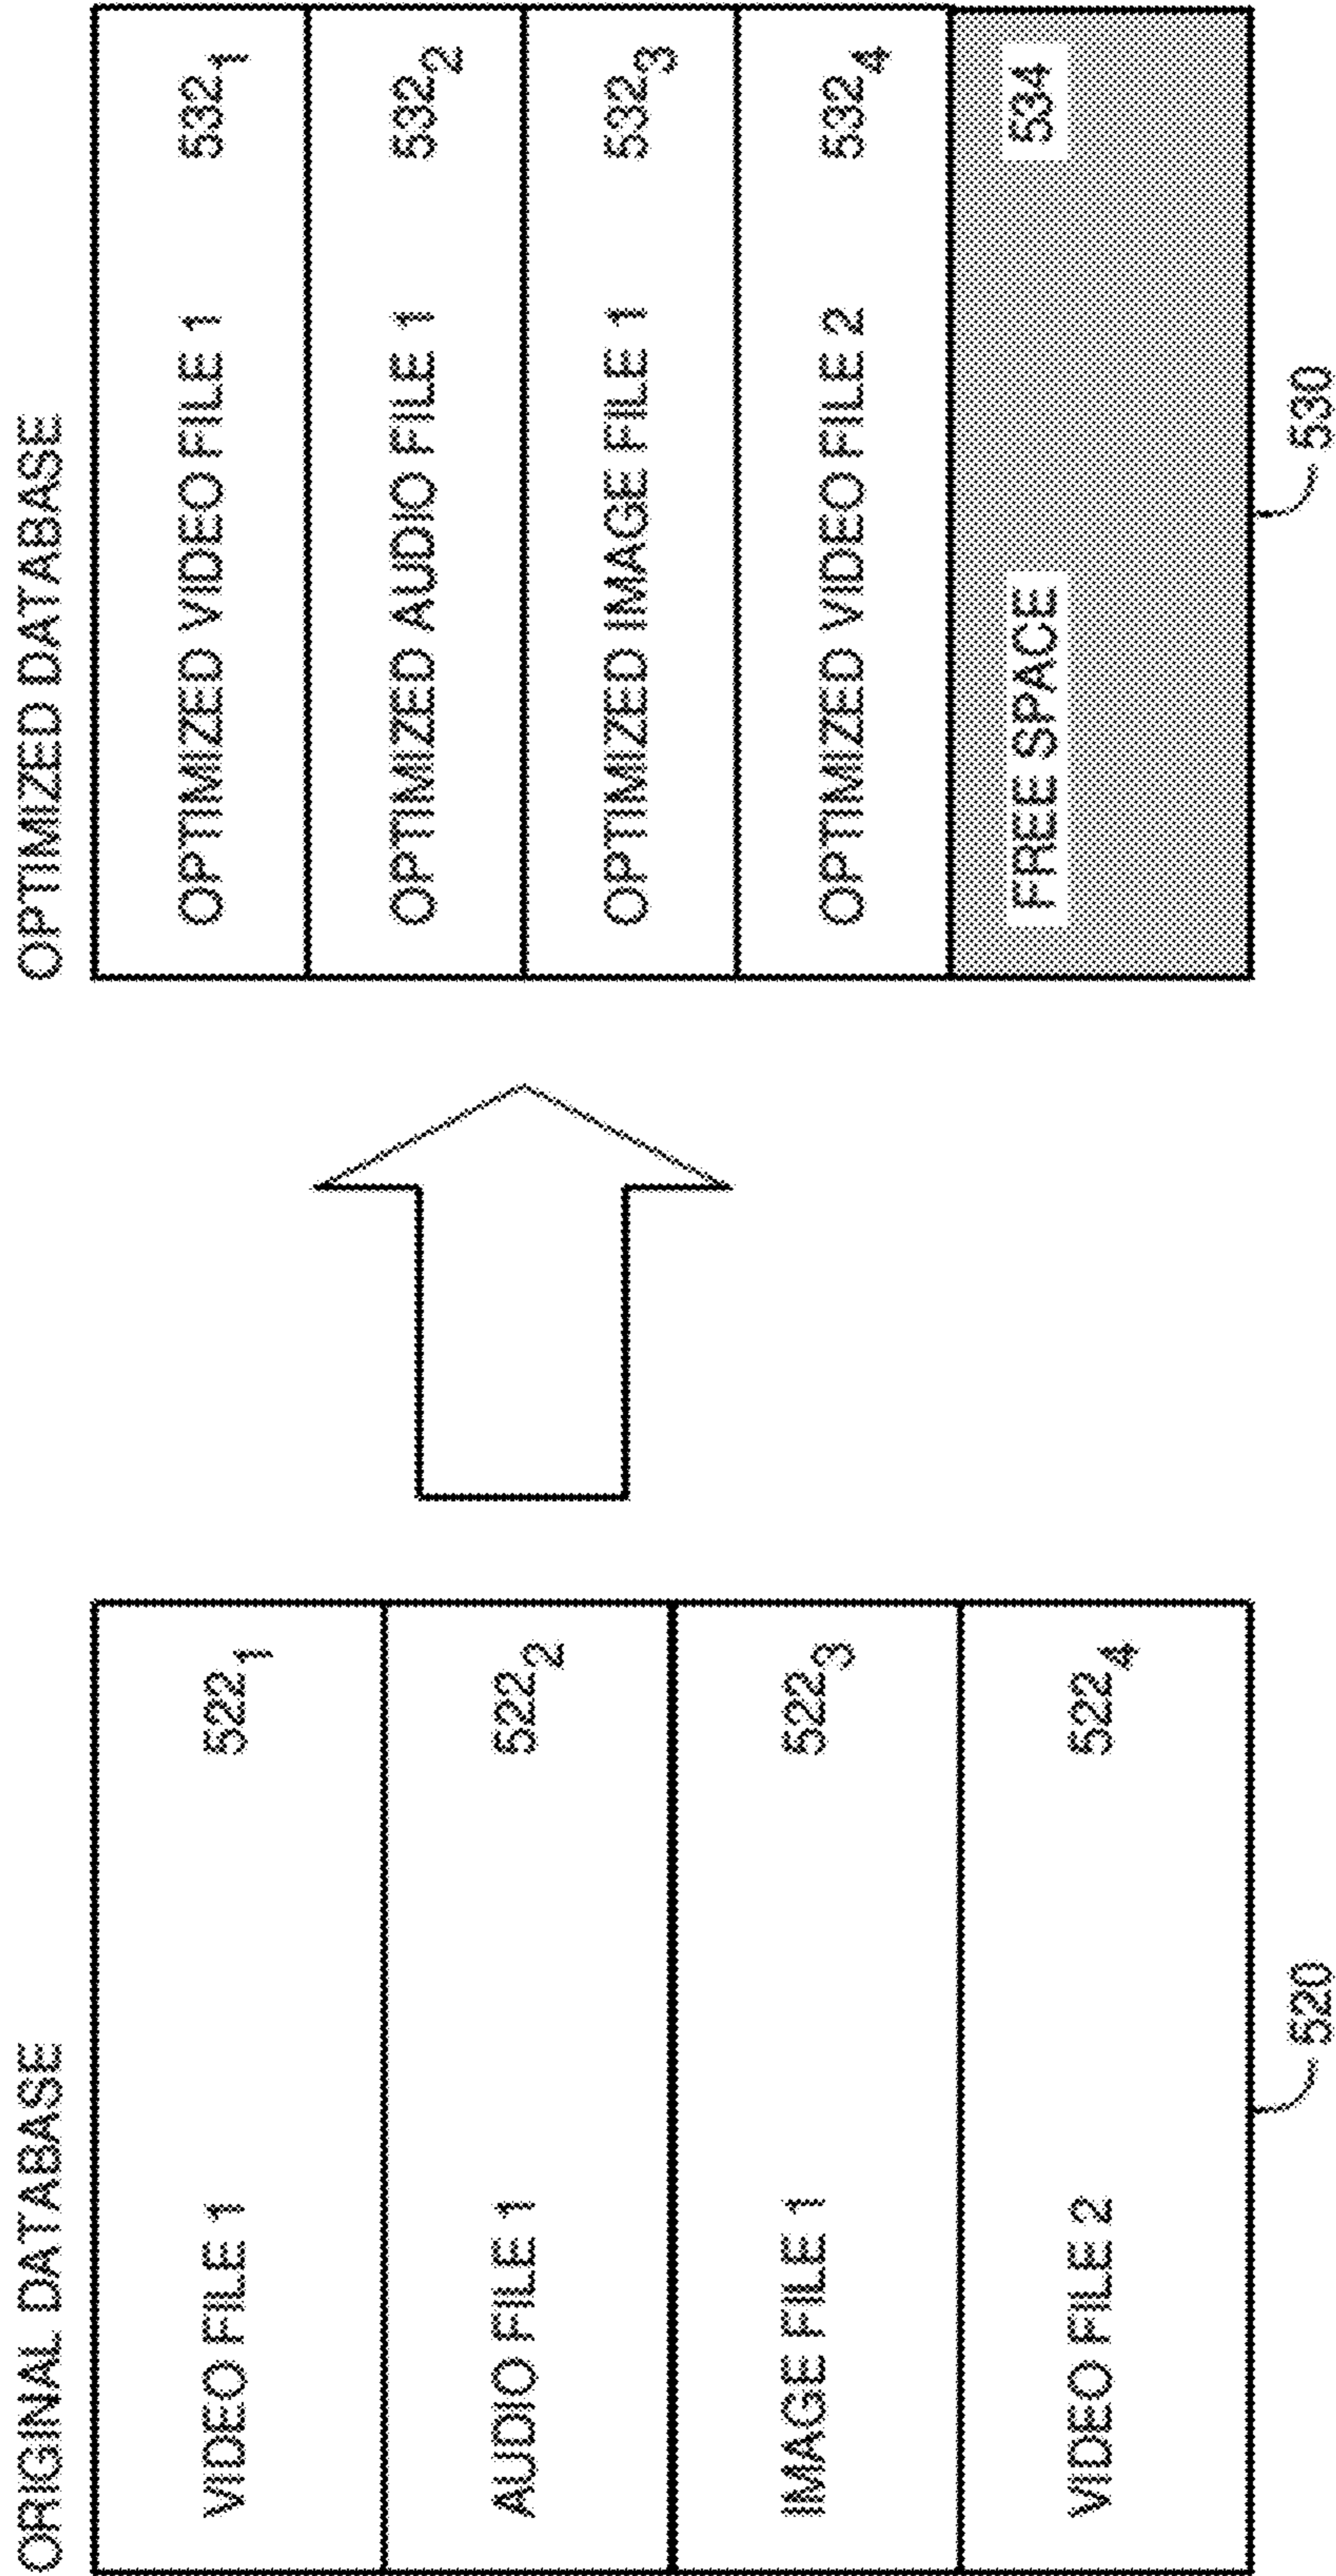 ORIGINAL DATABASE
VIDEO FILE 1 522₁
AUDIO FILE 1 522₂
IMAGE FILE 1 522₃
VIDEO FILE 2 522₄
520
OPTIMIZED DATABASE
OPTIMIZED VIDEO FILE 1 532₁
OPTIMIZED AUDIO FILE 1 532₂
OPTIMIZED IMAGE FILE 1 532₃
OPTIMIZED VIDEO FILE 2 532₄
FREE SPACE 534
530